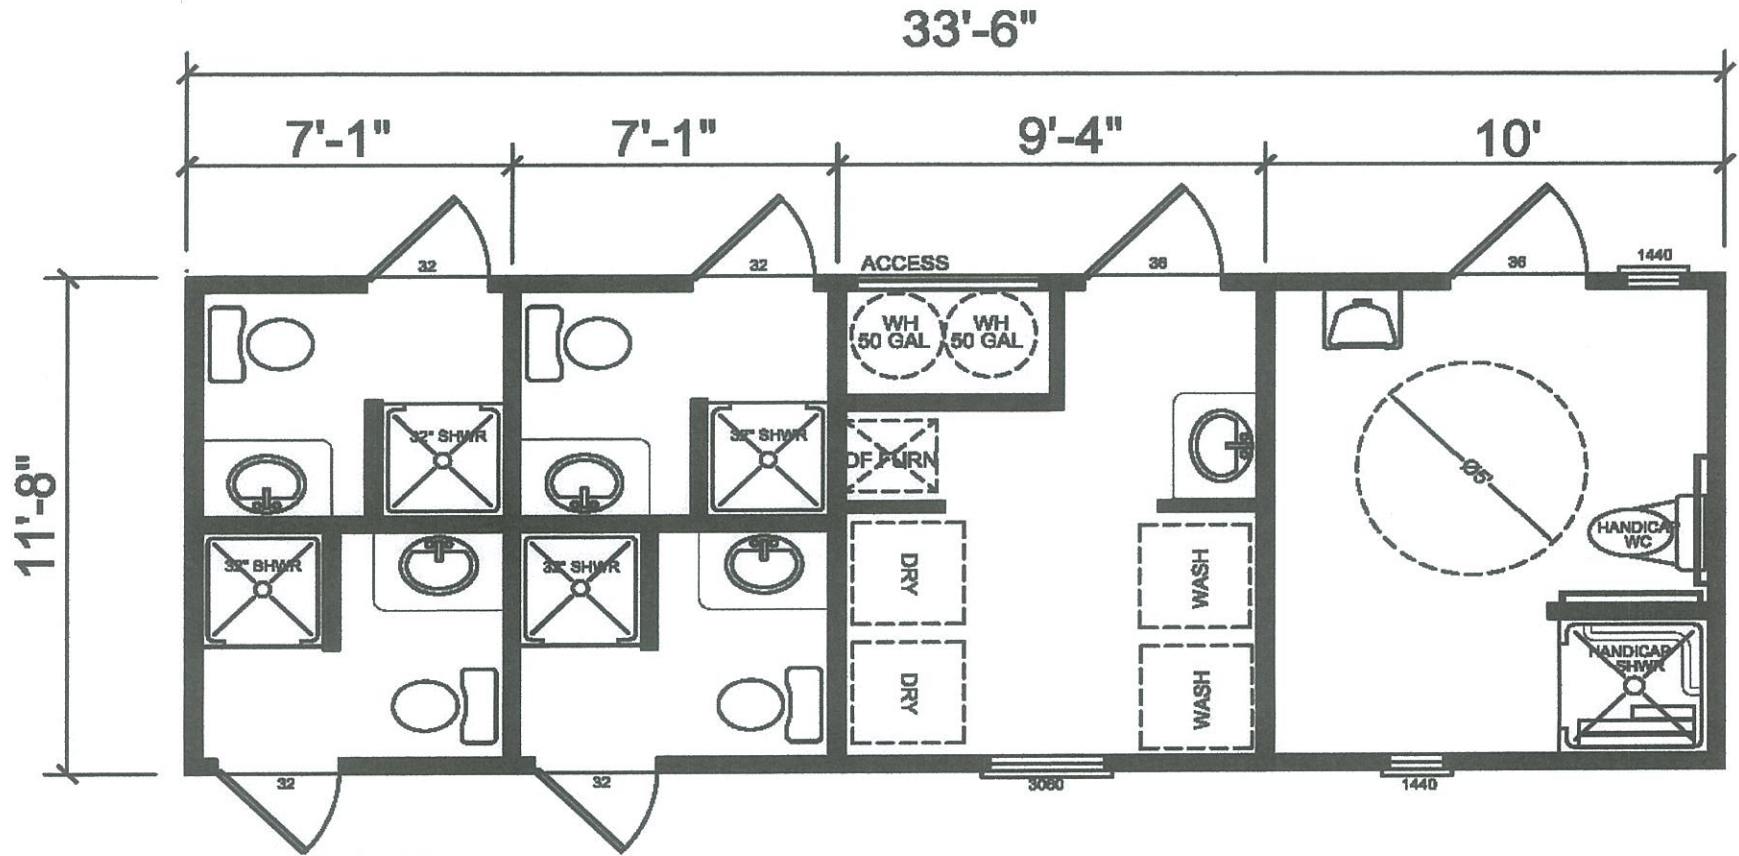 33'-6"
7'-1"
7'-1"
9'-4"
10'
32
32
ACCESS
36
36
1440
WH
50 GAL
WH
50 GAL
32" SHWR
32" SHWR
DF FURN
Ø5'
11'-8"
HANDICAP
WC
32" SHWR
32" SHWR
DRY
WASH
HANDICAP
SHWR
DRY
WASH
32
32
3060
1440